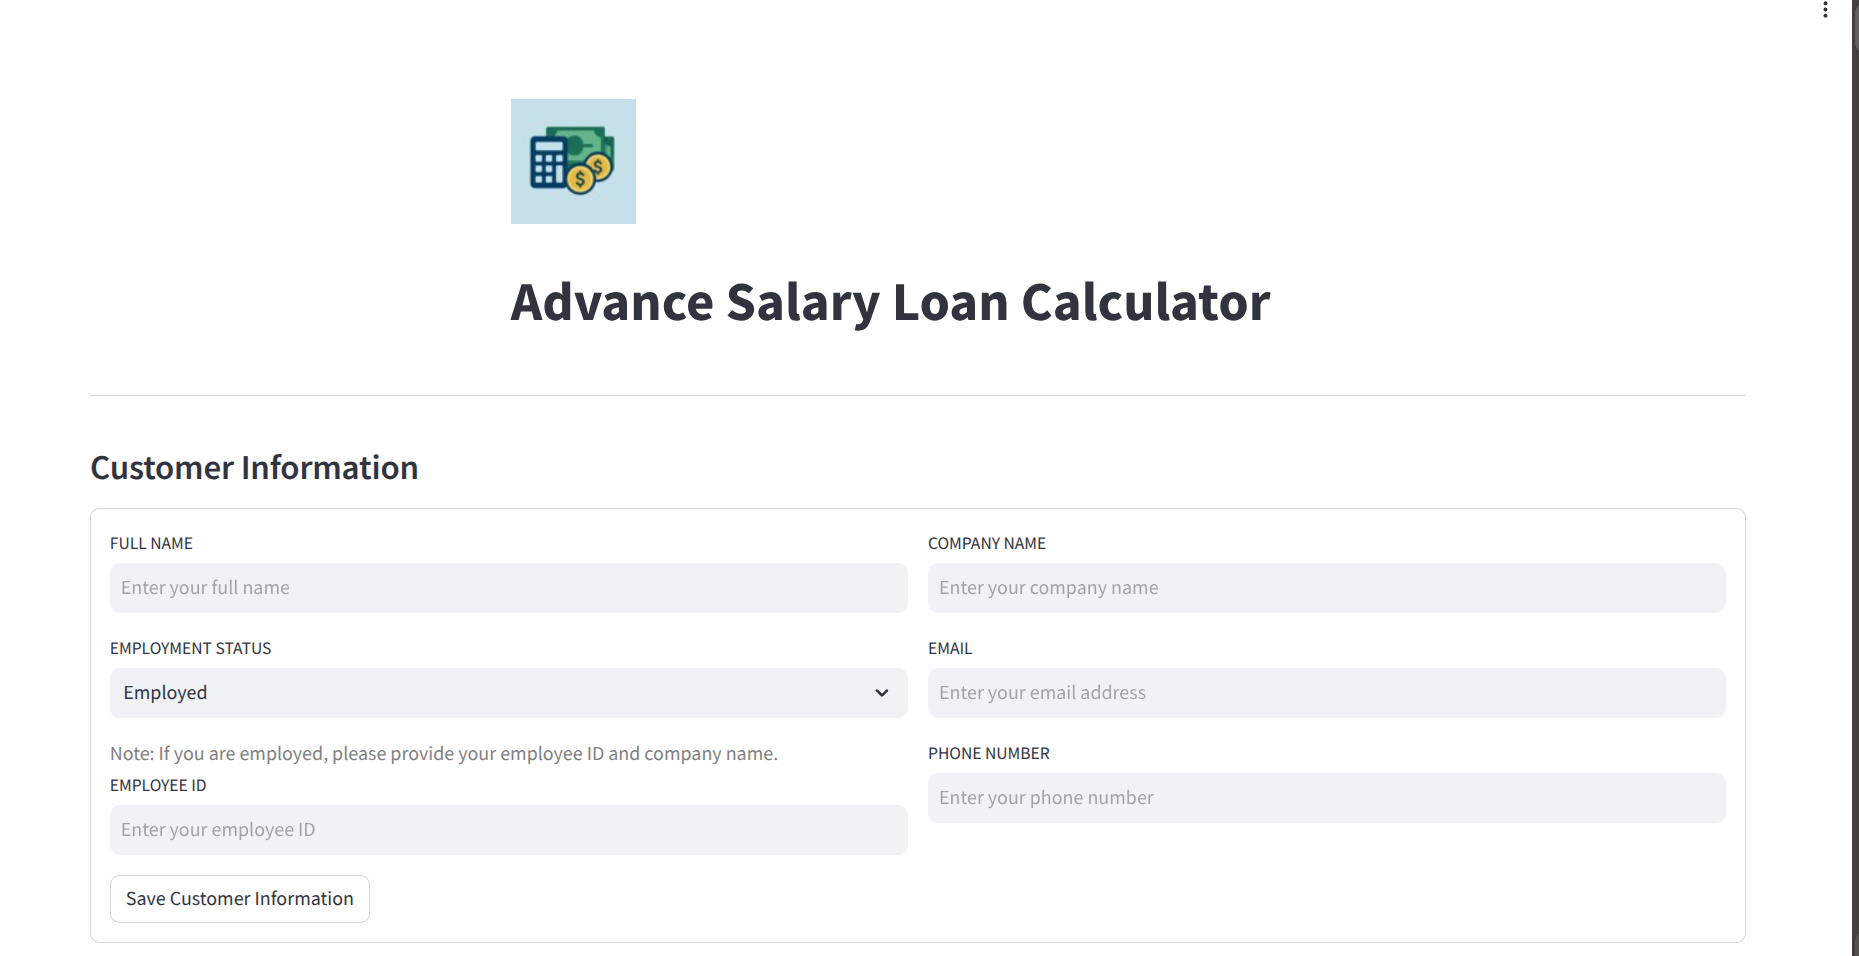 Advance Salary Loan Calculator
Customer Information
FULL NAME
Enter your full name
COMPANY NAME
Enter your company name
EMPLOYMENT STATUS
Employed
EMAIL
Enter your email address
Note: If you are employed, please provide your employee ID and company name.
EMPLOYEE ID
Enter your employee ID
PHONE NUMBER
Enter your phone number
Save Customer Information